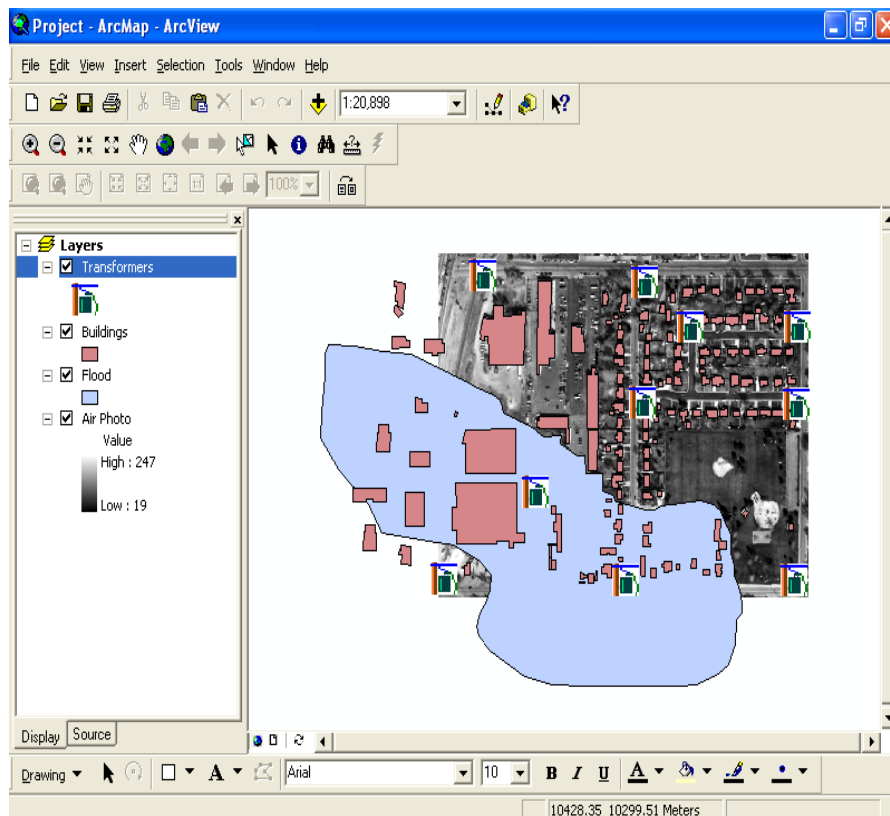 Project - ArcMap - ArcView
File Edit View Insert Selection Tools Window Help
1:20,898
100%
Layers
Transformers
Buildings
Flood
Air Photo
Value
High : 247
Low : 19
Display Source
Drawing A Arial 10 B I U A
10428.35 10299.51 Meters